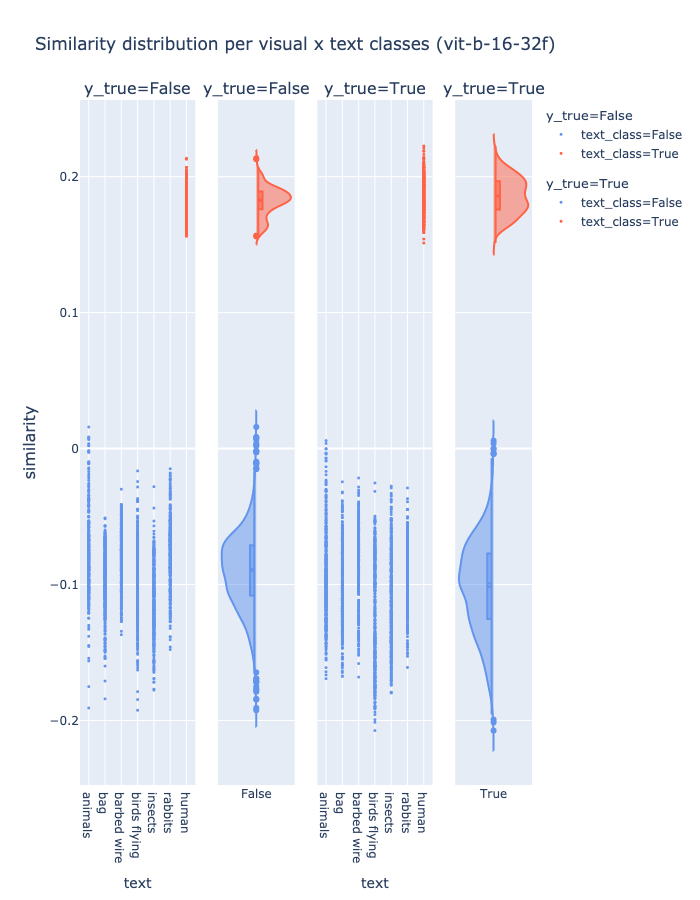 Similarity distribution per visual x text classes (vit-b-16-32f)
y_true=False
y_true=False
y_true=True
y_true=True
y_true=False
text_class=False
text_class=True
y_true=True
text_class=False
text_class=True
similarity
0.2
0.1
0
−0.1
−0.2
animals
bag
barbed wire
birds flying
insects
rabbits
human
False
animals
bag
barbed wire
birds flying
insects
rabbits
human
True
text
text